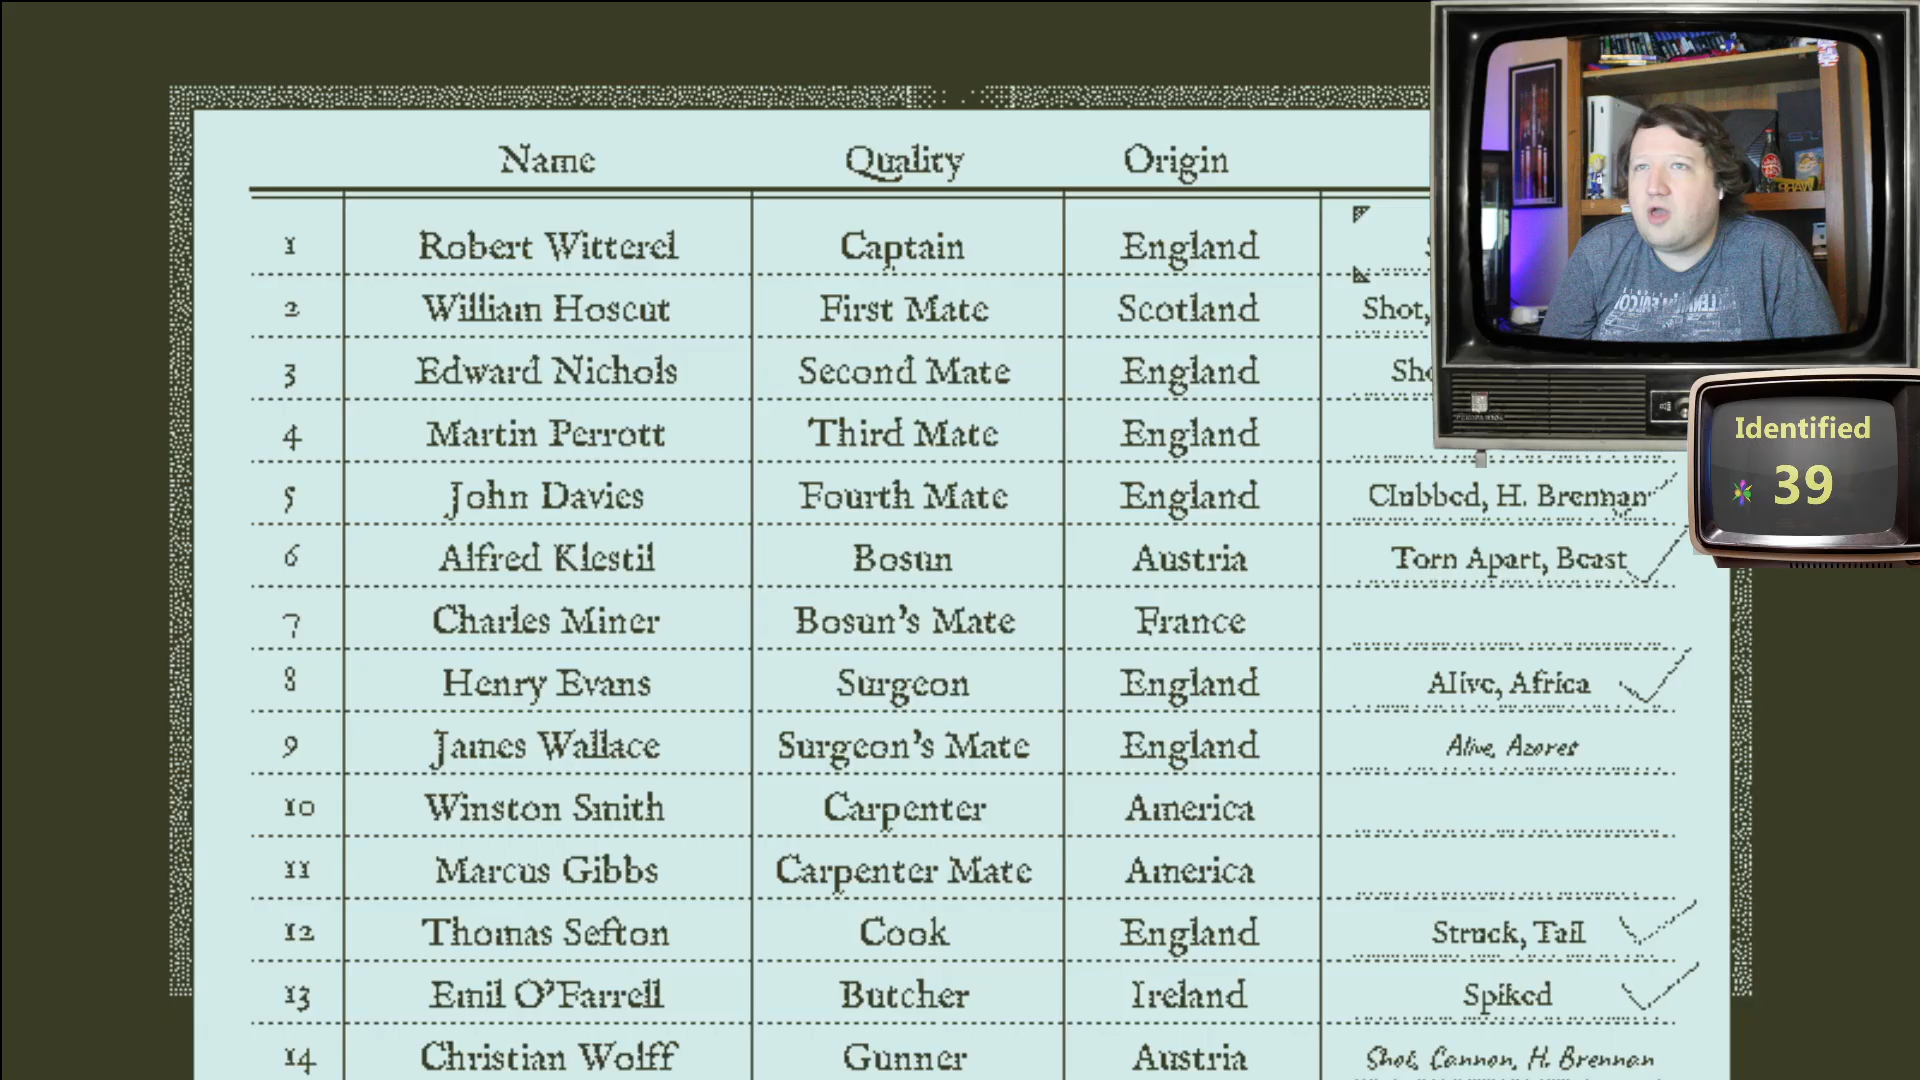 Name Quality Origin
1 Robert Witterel Captain England
2 William Hoscut First Mate Scotland Shot,
3 Edward Nichols Second Mate England
4 Martin Perrott Third Mate England
5 John Davies Fourth Mate England Clubbed, H. Brennan
6 Alfred Klestil Bosun Austria Torn Apart, Beast
7 Charles Miner Bosun's Mate France
8 Henry Evans Surgeon England Alive, Africa
9 James Wallace Surgeon's Mate England Alive, Azores
10 Winston Smith Carpenter America
11 Marcus Gibbs Carpenter Mate America
12 Thomas Sefton Cook England Struck, Tail
13 Emil O'Farrell Butcher Ireland Spiked
14 Christian Wolff Gunner Austria Shot, Cannon, H. Brennan
Identified
39